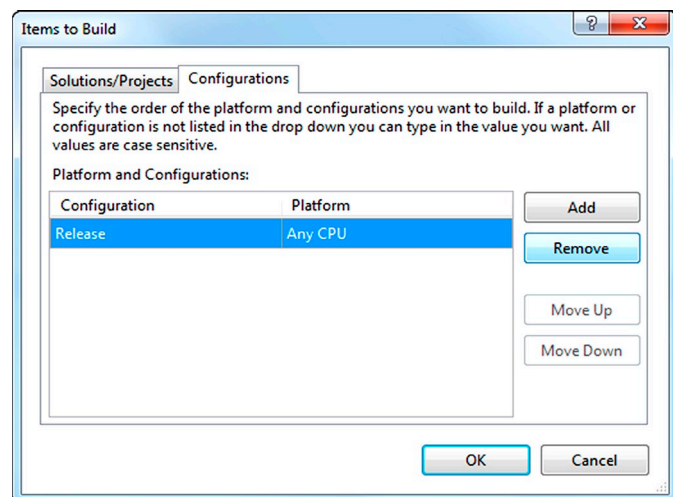 Items to Build
?
Solutions/Projects Configurations
Specify the order of the platform and configurations you want to build. If a platform or
configuration is not listed in the drop down you can type in the value you want. All
values are case sensitive.
Platform and Configurations:
Configuration Platform
Release Any CPU
Add
Remove
Move Up
Move Down
OK Cancel